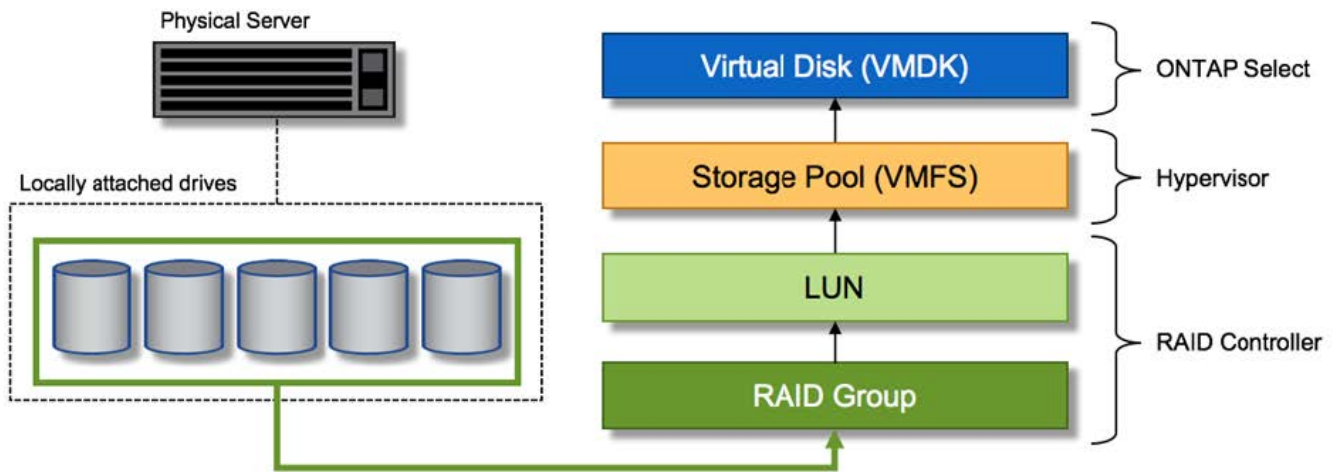 Physical Server
Locally attached drives
Virtual Disk (VMDK)
ONTAP Select
Storage Pool (VMFS)
Hypervisor
LUN
RAID Controller
RAID Group